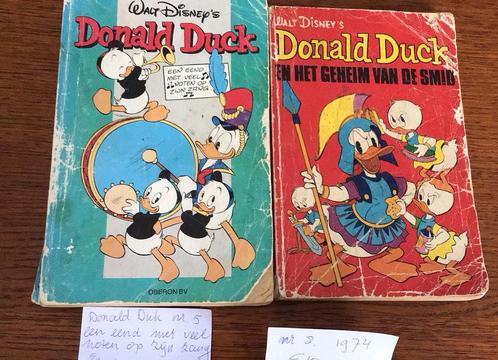 Walt Disney's
Donald Duck
EEN EEND
MET VEEL
NOTEN OP
ZIJN ZANG
OBERON BV
WALT DISNEY'S
Donald Duck
EN HET GEHEIM VAN DE SMID
Donald Duck nr 5
een eend met veel
noten op zijn zang
nr 8 1974